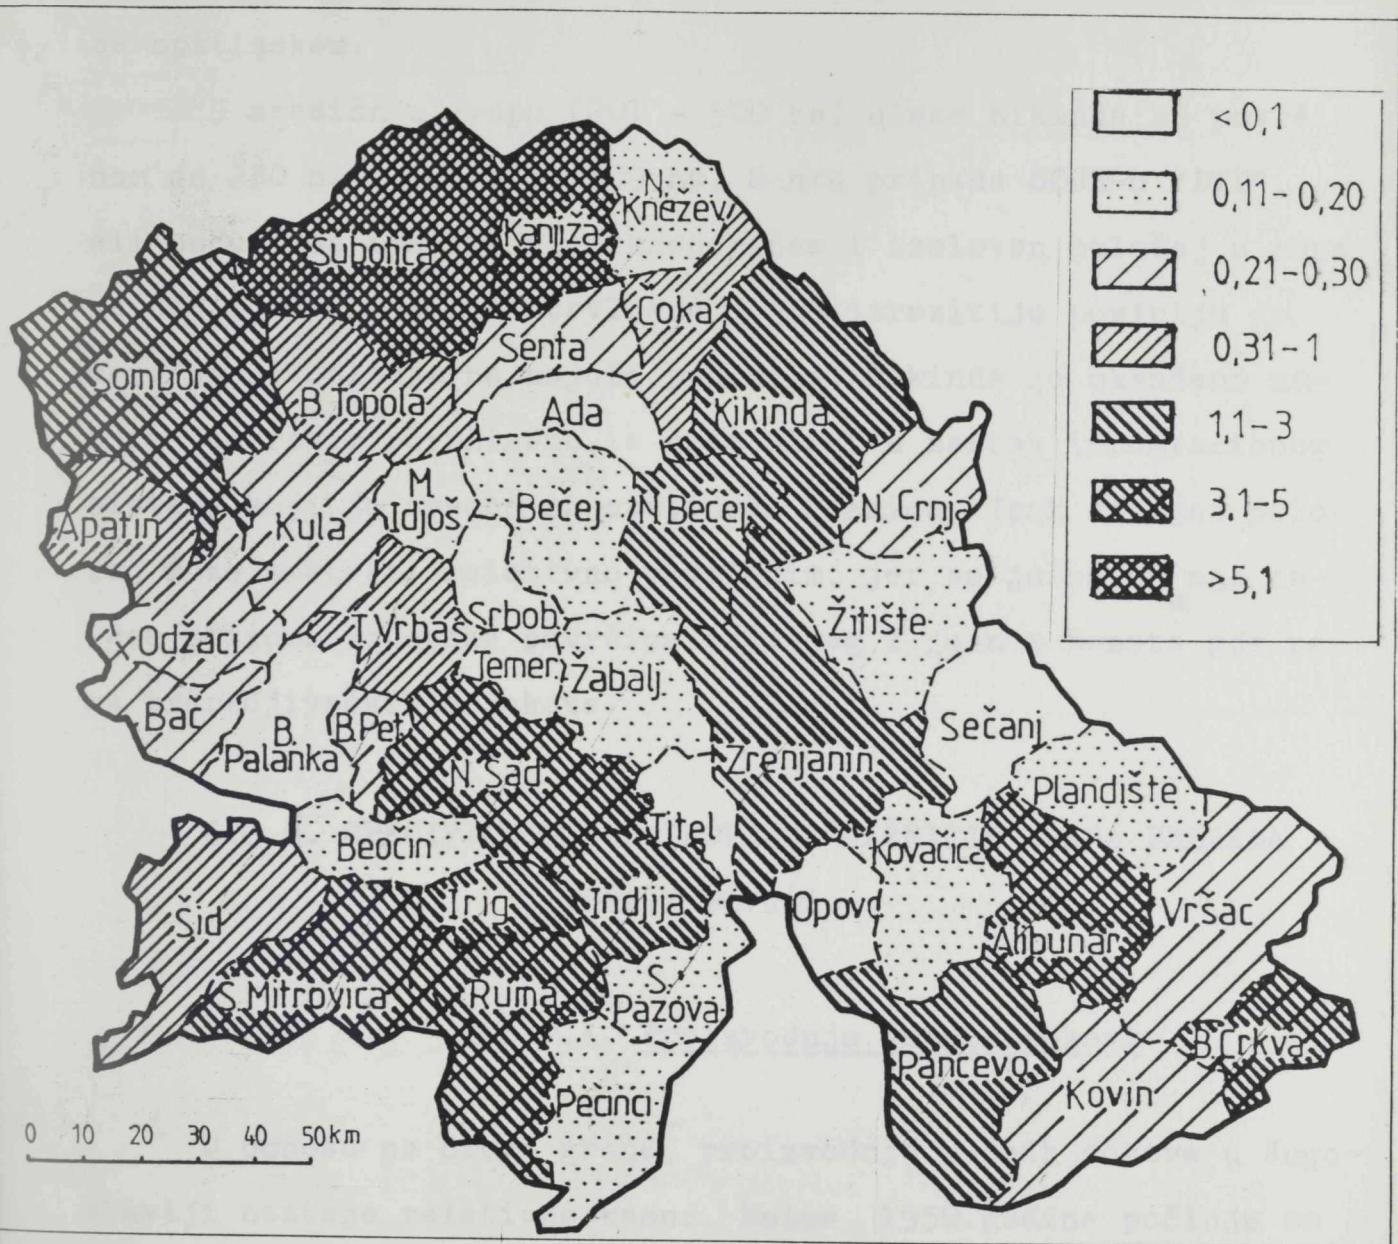 < 0,1
0,11 – 0,20
0,21 – 0,30
0,31 – 1
1,1 – 3
3,1 – 5
> 5,1
N.
Knežev.
Kanjiža
Subotica
Čoka
Senta
Sombor
B. Topola
Ada
Kikinda
M.
Idjoš
Bečej
N. Bečej
N. Crnja
Apatin
Kula
Srbob.
Žitište
T. Vrbas
Odžaci
Temer.
Žabalj
Bač
B.
Palanka
B. Pet.
Sečanj
N. Sad
Zrenjanin
Plandište
Titel
Beočin
Kovačica
Irig
Indjija
Opovo
Vršac
Šid
Alibunar
S. Mitrovica
Ruma
S.
Pazova
B. Crkva
Pančevo
Kovin
Pećinci
0 10 20 30 40 50 km